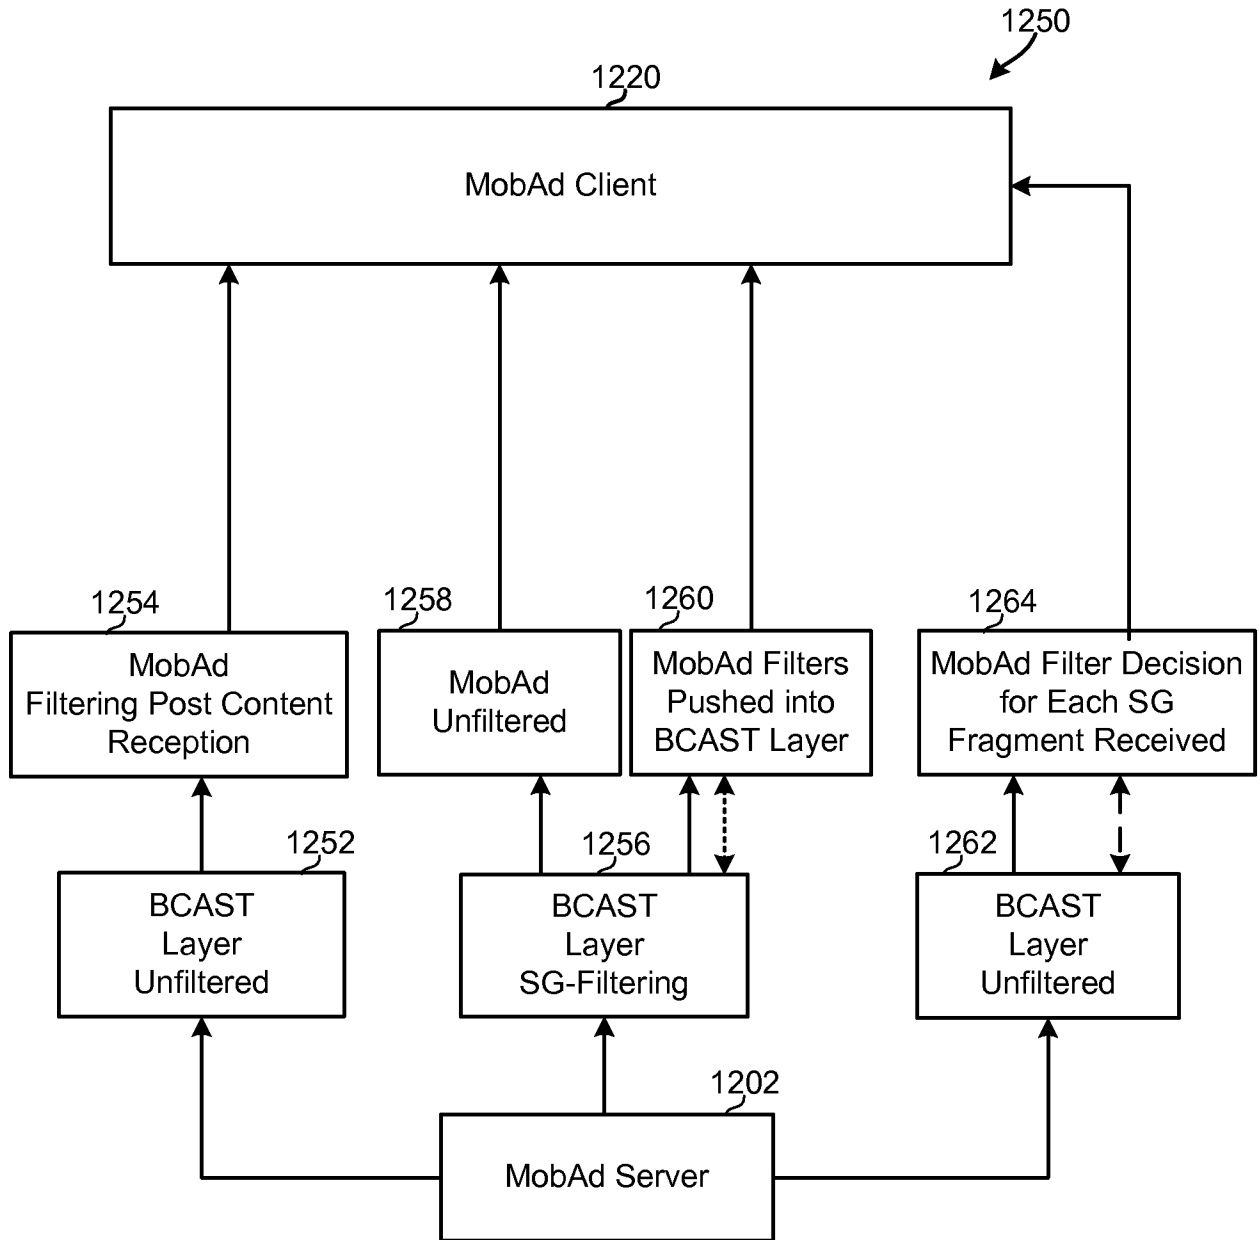 1250
1220
MobAd Client
1254
MobAd
Filtering Post Content
Reception
1258
MobAd
Unfiltered
1260
MobAd Filters
Pushed into
BCAST Layer
1264
MobAd Filter Decision
for Each SG
Fragment Received
1252
BCAST
Layer
Unfiltered
1256
BCAST
Layer
SG-Filtering
1262
BCAST
Layer
Unfiltered
1202
MobAd Server